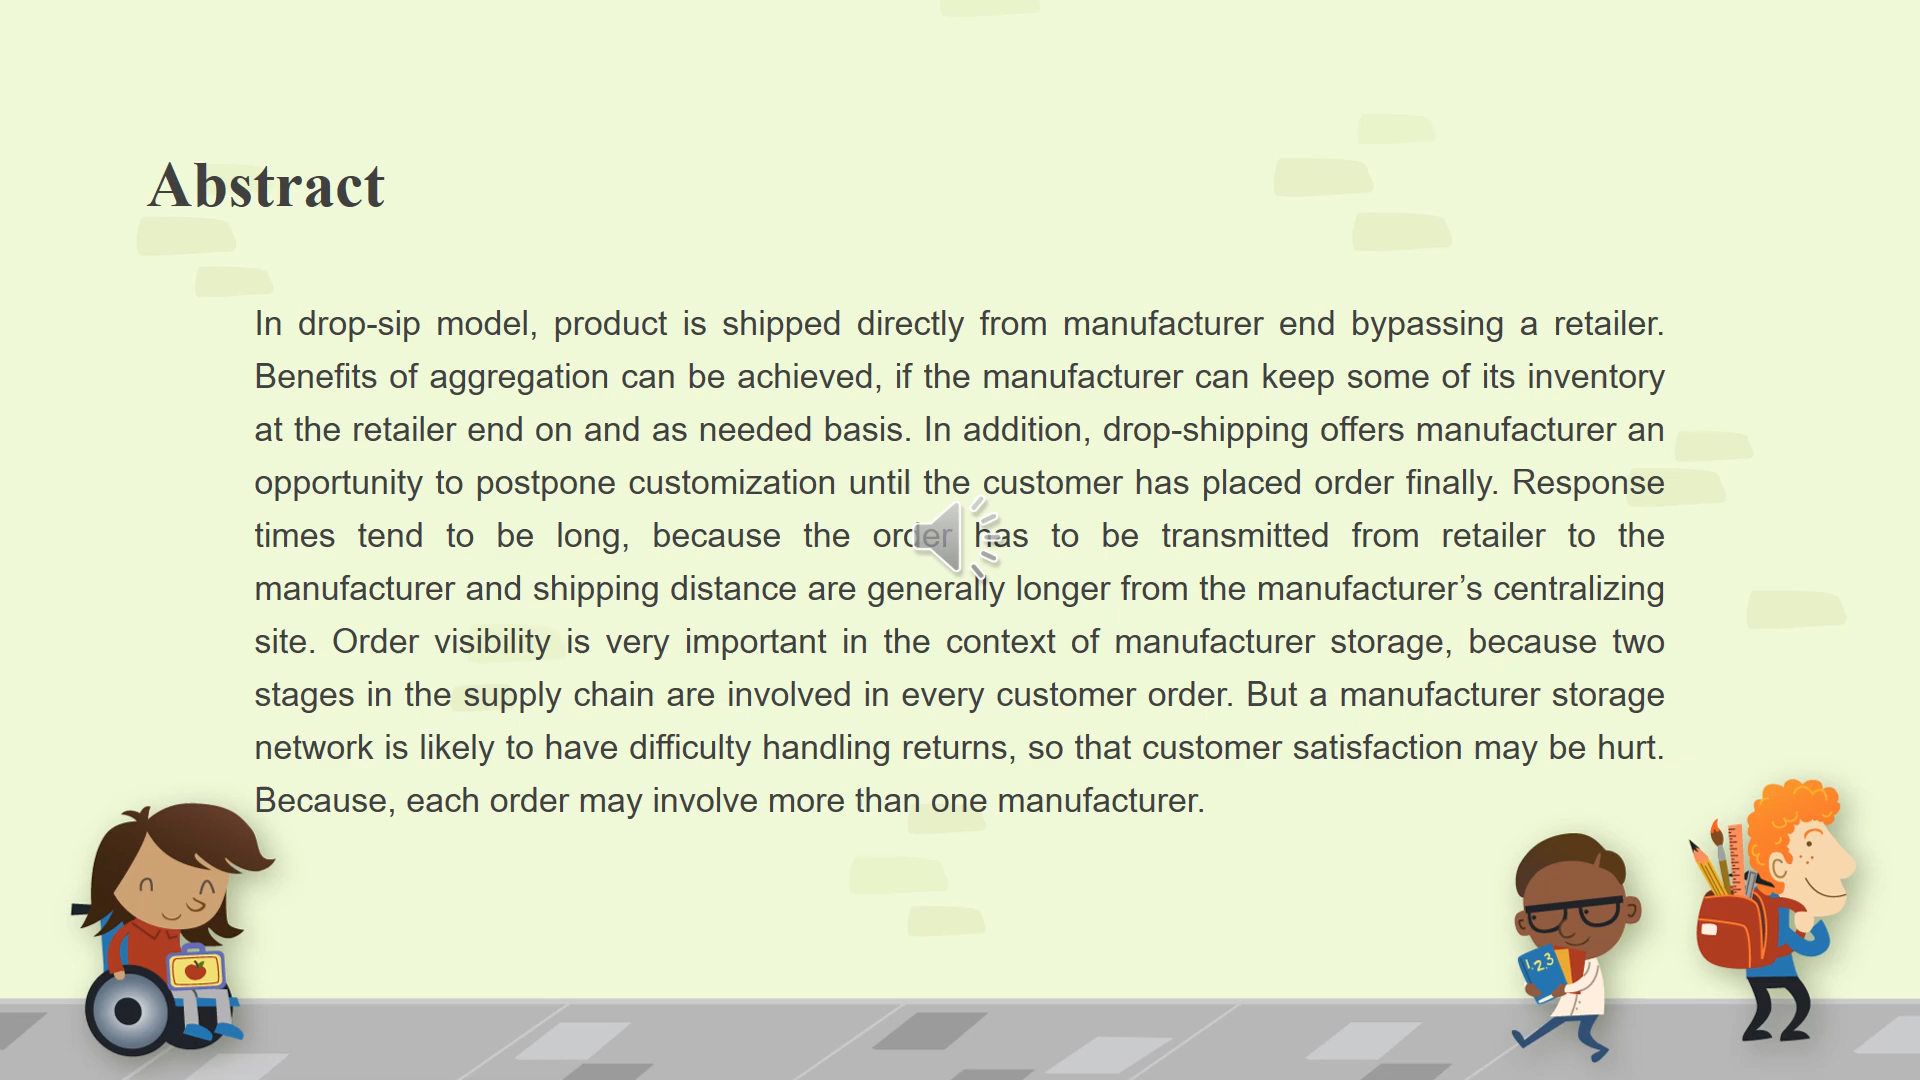 Abstract
In drop-sip model, product is shipped directly from manufacturer end bypassing a retailer.
Benefits of aggregation can be achieved, if the manufacturer can keep some of its inventory
at the retailer end on and as needed basis. In addition, drop-shipping offers manufacturer an
opportunity to postpone customization until the customer has placed order finally. Response
times tend to be long, because the order has to be transmitted from retailer to the
manufacturer and shipping distance are generally longer from the manufacturer’s centralizing
site. Order visibility is very important in the context of manufacturer storage, because two
stages in the supply chain are involved in every customer order. But a manufacturer storage
network is likely to have difficulty handling returns, so that customer satisfaction may be hurt.
Because, each order may involve more than one manufacturer.
1.23